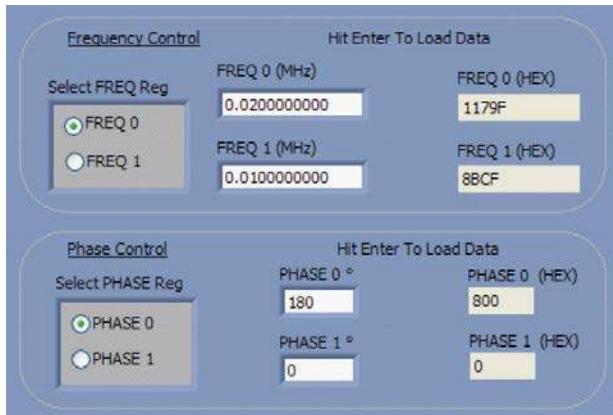 Frequency Control Hit Enter To Load Data
Select FREQ Reg FREQ 0 (MHz) FREQ 0 (HEX)
FREQ 0 0.0200000000 1179F
FREQ 1 FREQ 1 (MHz) FREQ 1 (HEX)
0.0100000000 8BCF
Phase Control Hit Enter To Load Data
Select PHASE Reg PHASE 0 ° PHASE 0 (HEX)
PHASE 0 180 800
PHASE 1 PHASE 1 ° PHASE 1 (HEX)
0 0